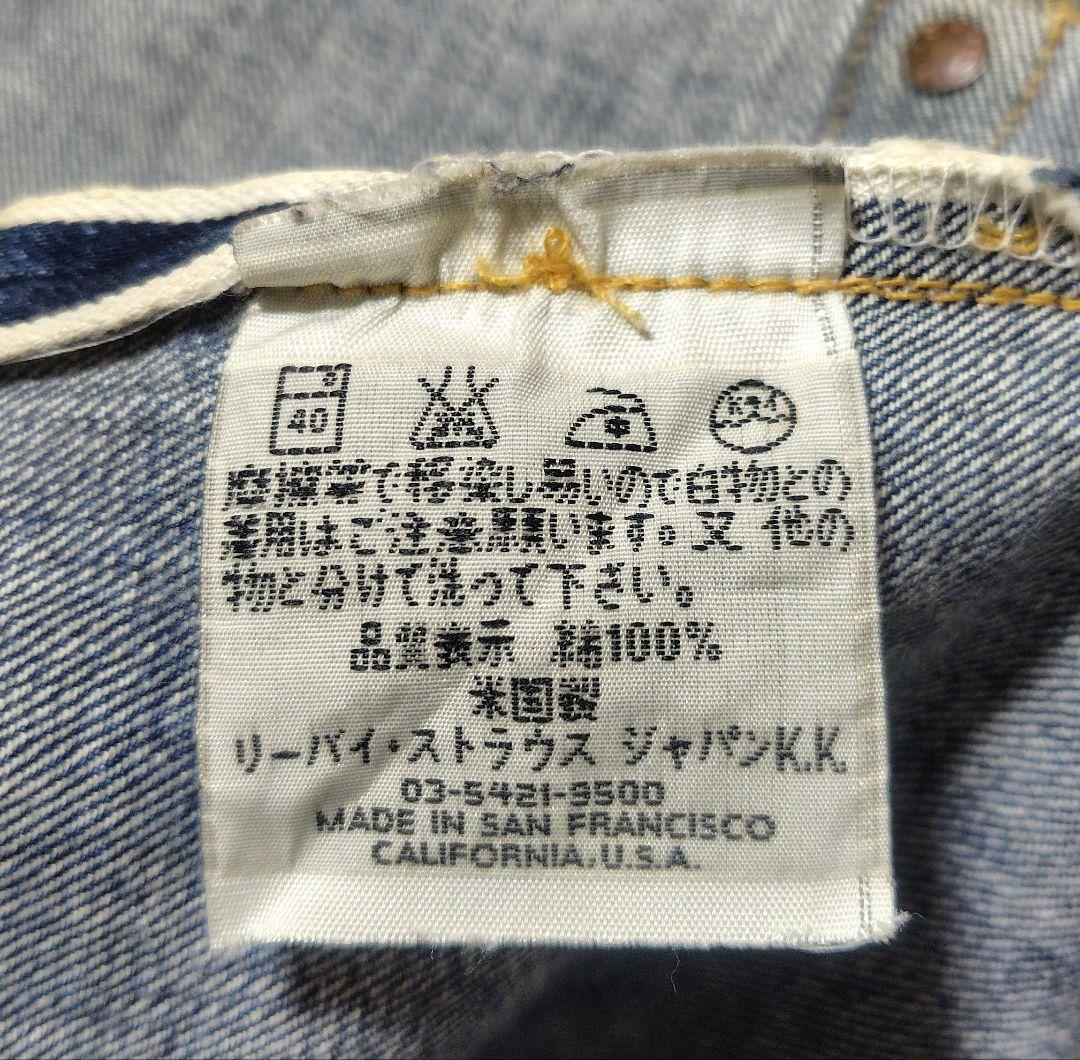 40
摩擦等で移染し易いので白物との
着用はご注意願います。又 他の
物と分けて洗って下さい。
品質表示 綿100%
米国製
リーバイ・ストラウス ジャパンK.K.
03-5421-9500
MADE IN SAN FRANCISCO
CALIFORNIA, U.S.A.